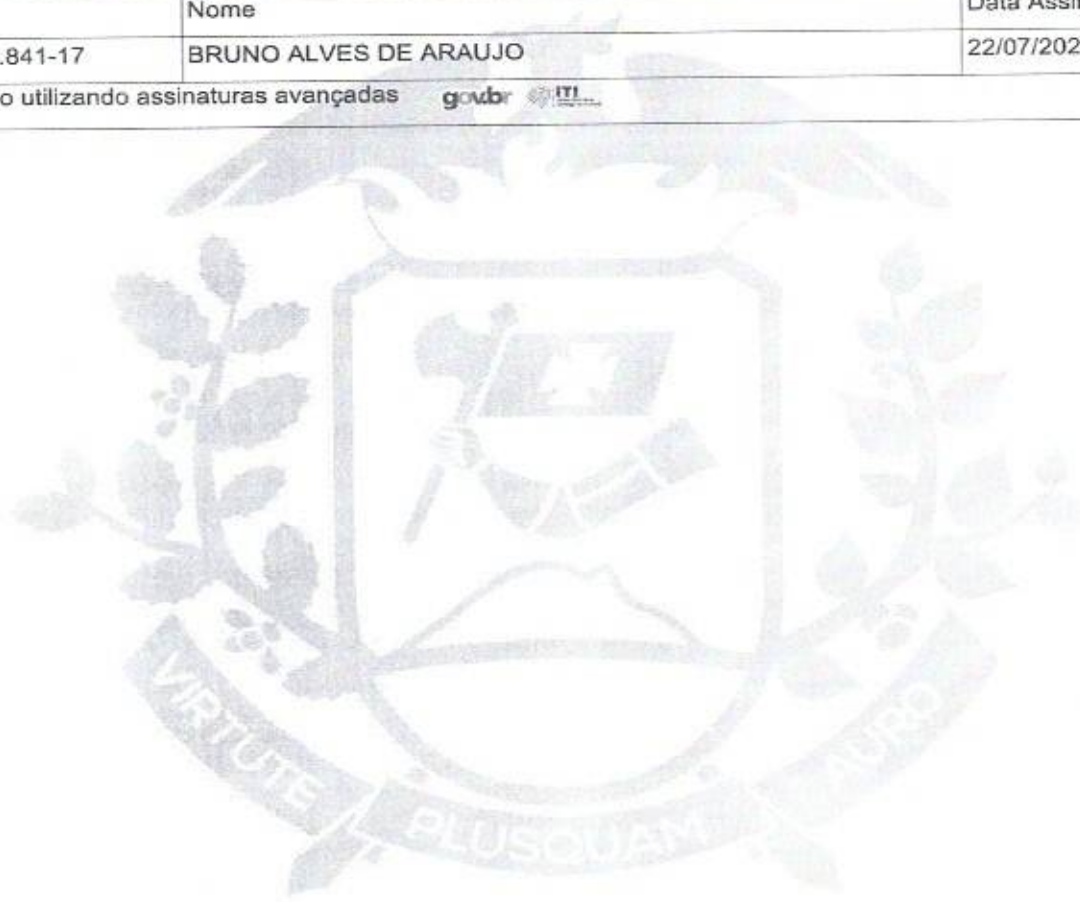 Nome Data Assi
.841-17 BRUNO ALVES DE ARAUJO 22/07/202
o utilizando assinaturas avançadas gov.br ITI
VIRTUTE PLUSQUAM AURO